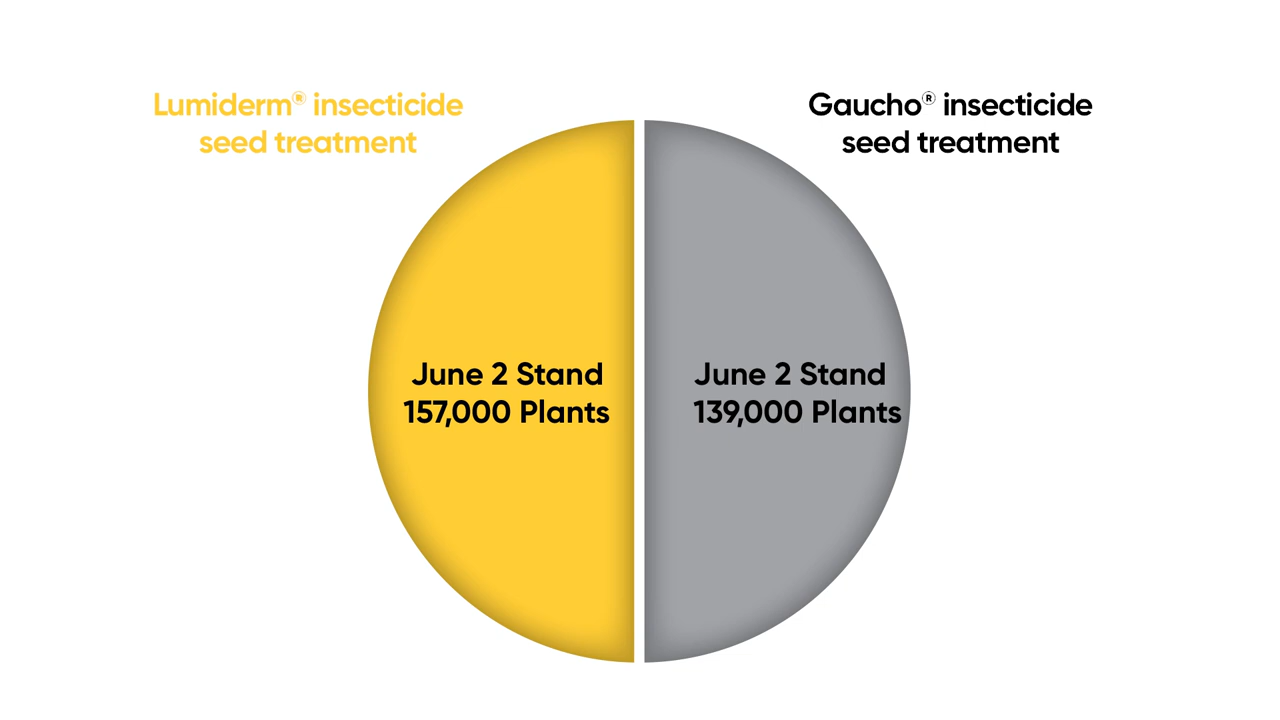 Lumiderm® insecticide
seed treatment
Gaucho® insecticide
seed treatment
June 2 Stand
157,000 Plants
June 2 Stand
139,000 Plants